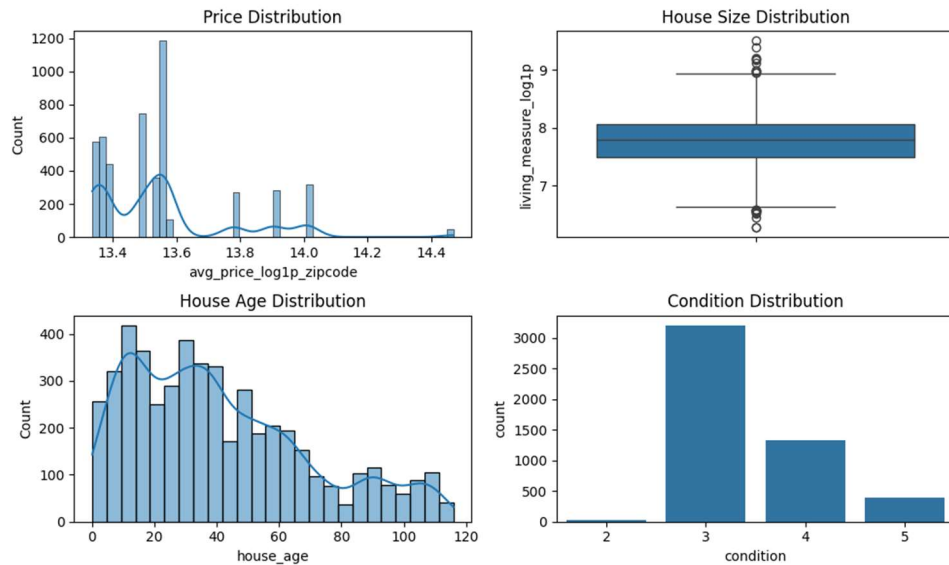 Price Distribution
1200
1000
800
600
400
200
0
Count
13.4 13.6 13.8 14.0 14.2 14.4
avg_price_log1p_zipcode
House Size Distribution
9
8
7
living_measure_log1p
House Age Distribution
400
300
200
100
0
Count
0 20 40 60 80 100 120
house_age
Condition Distribution
3000
2500
2000
1500
1000
500
0
count
2 3 4 5
condition